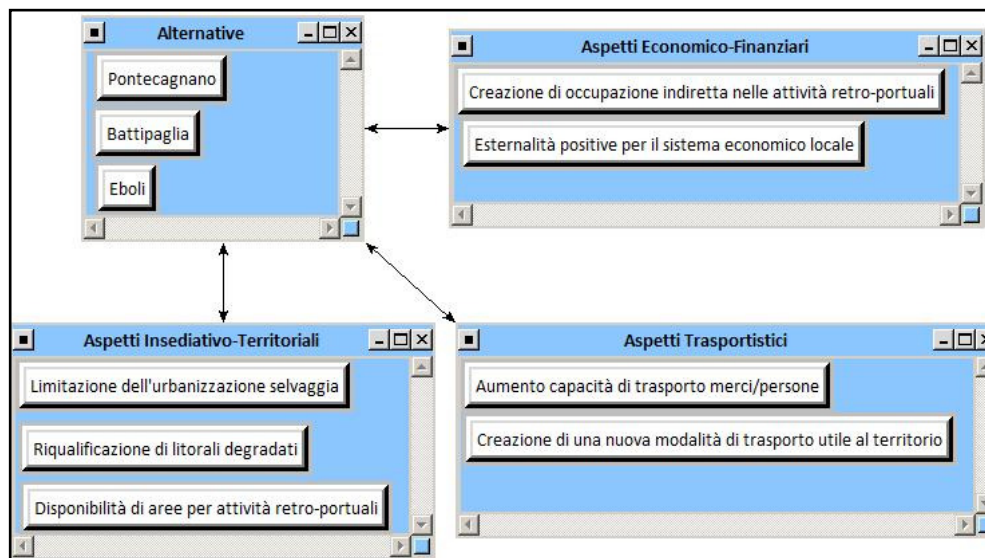 Alternative
Pontecagnano
Battipaglia
Eboli
Aspetti Economico-Finanziari
Creazione di occupazione indiretta nelle attività retro-portuali
Esternalità positive per il sistema economico locale
Aspetti Insediativo-Territoriali
Limitazione dell'urbanizzazione selvaggia
Riqualificazione di litorali degradati
Disponibilità di aree per attività retro-portuali
Aspetti Trasportistici
Aumento capacità di trasporto merci/persone
Creazione di una nuova modalità di trasporto utile al territorio